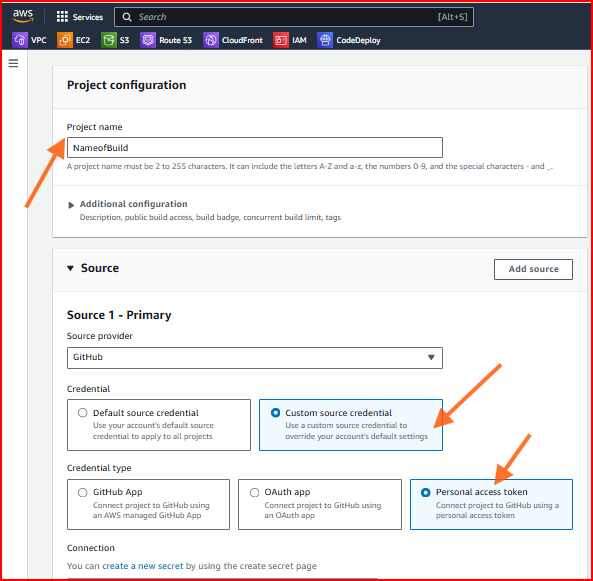 aws
Services
Search
[Alt+S]
VPC
EC2
S3
Route 53
CloudFront
IAM
CodeDeploy
Project configuration
Project name
NameofBuild
A project name must be 2 to 255 characters. It can include the letters A-Z and a-z, the numbers 0-9, and the special characters - and _.
Additional configuration
Description, public build access, build badge, concurrent build limit, tags
Source
Add source
Source 1 - Primary
Source provider
GitHub
Credential
Default source credential
Use your account's default source
credential to apply to all projects
Custom source credential
Use a custom source credential to
override your account's default settings
Credential type
GitHub App
Connect project to GitHub using
an AWS managed GitHub App
OAuth app
Connect project to GitHub using
an OAuth app
Personal access token
Connect project to GitHub using a
personal access token
Connection
You can create a new secret by using the create secret page